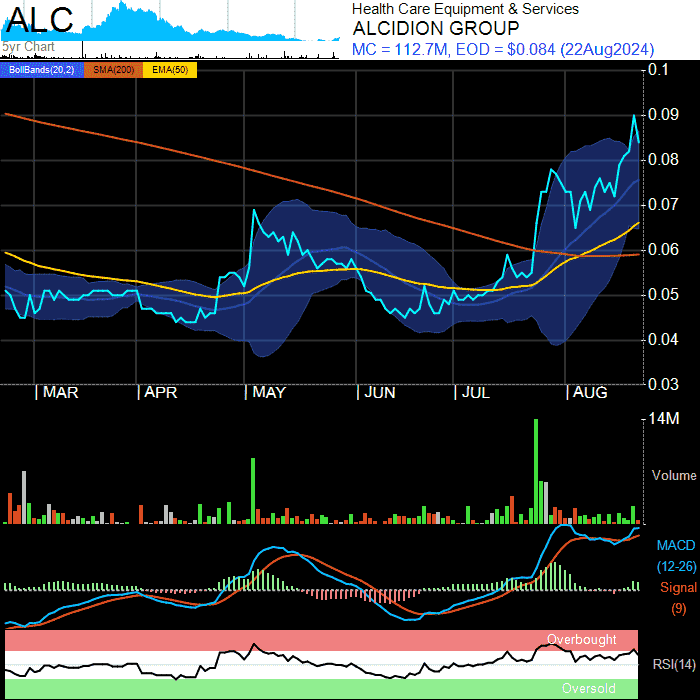 ALC
5yr Chart
Health Care Equipment & Services
ALCIDION GROUP
MC = 112.7M, EOD = $0.084 (22Aug2024)
BollBands(20,2) SMA(200) EMA(50)
0.1
0.09
0.08
0.07
0.06
0.05
0.04
0.03
MAR APR MAY JUN JUL AUG
14M
Volume
MACD
(12-26)
Signal
(9)
Overbought
RSI(14)
Oversold